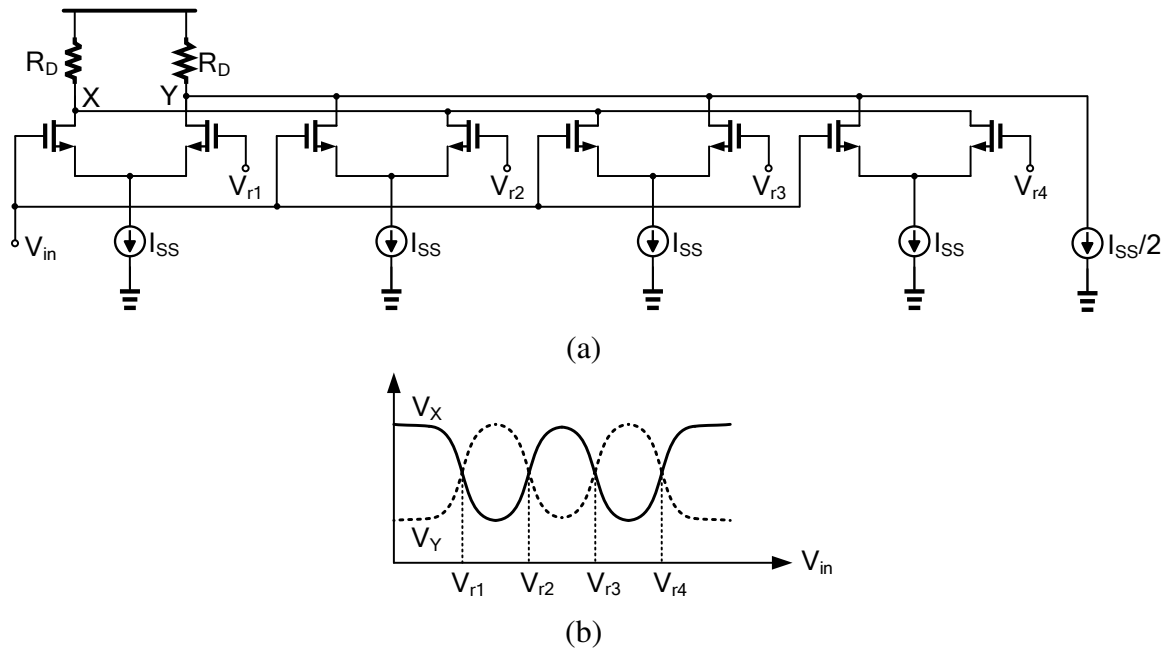 R_D R_D
X Y
V_r1 V_r2 V_r3 V_r4
V_in I_SS I_SS I_SS I_SS I_SS/2
(a)
V_X
V_Y
V_in
V_r1 V_r2 V_r3 V_r4
(b)